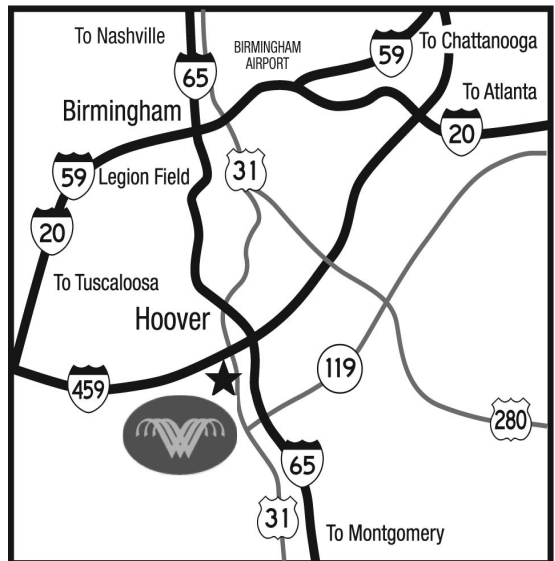 To Nashville
BIRMINGHAM
AIRPORT
59
To Chattanooga
65
To Atlanta
Birmingham
20
59
Legion Field
31
20
To Tuscaloosa
Hoover
119
459
280
W
65
31
To Montgomery